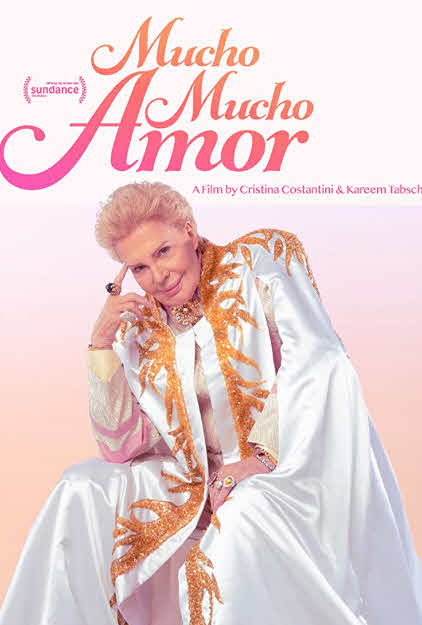 Mucho
Mucho
Amor
sundance
A Film by Cristina Costantini & Kareem Tabsch